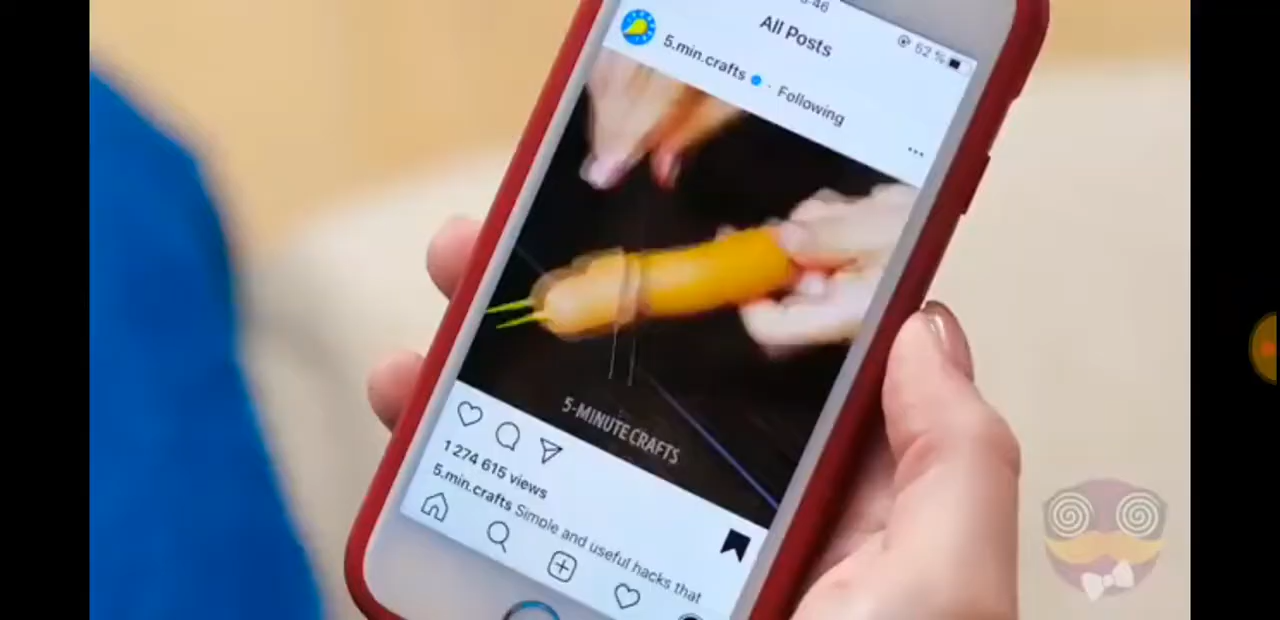 All Posts
52 %
5.min.crafts · Following
5-MINUTE CRAFTS
1 274 615 views
5.min.crafts Simple and useful hacks that